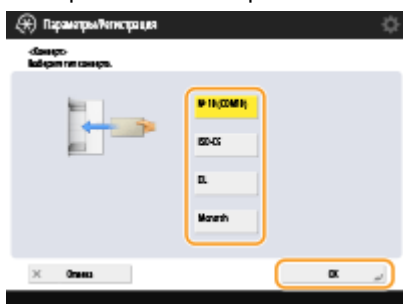 Параметры/Регистрация
<Конверт>
Выберите тип конверта.
№ 10 (COM10)
ISO-C5
DL
Monarch
Отмена
OK